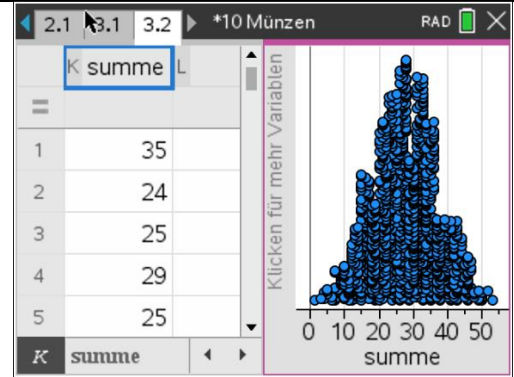 2.1 3.1 3.2 *10 Münzen RAD
K summe L
=
1 35
2 24
3 25
4 29
5 25
K summe
Klicken für mehr Variablen
0 10 20 30 40 50
summe